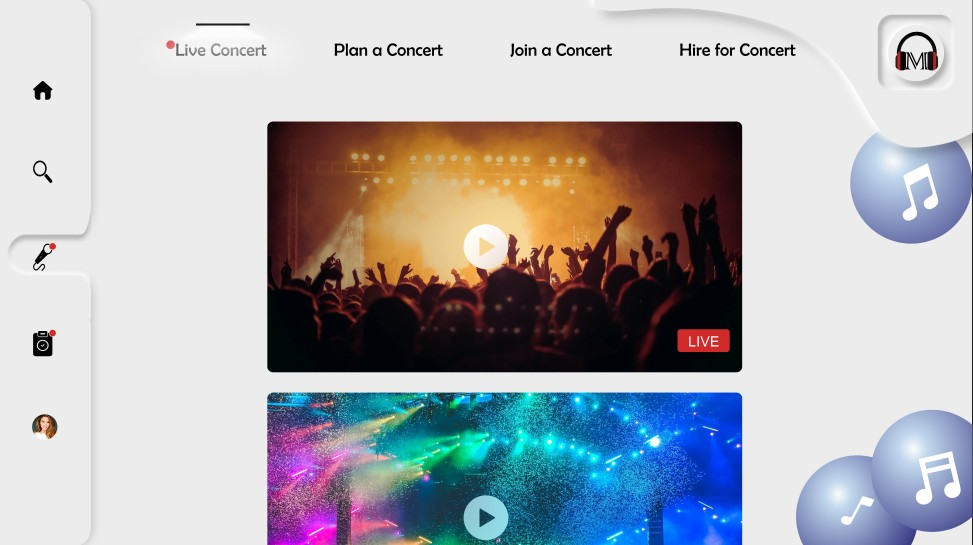 Live Concert
Plan a Concert
Join a Concert
Hire for Concert
M
LIVE